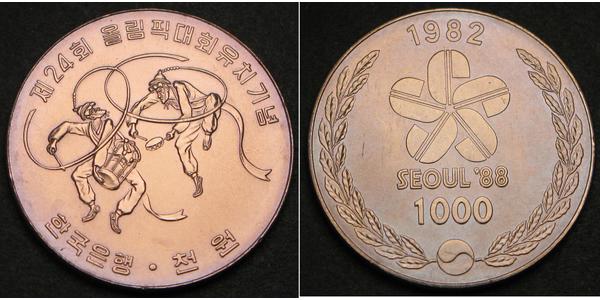 제24회 올림픽대회유치기념
한국은행·천원
1982
SEOUL '88
1000